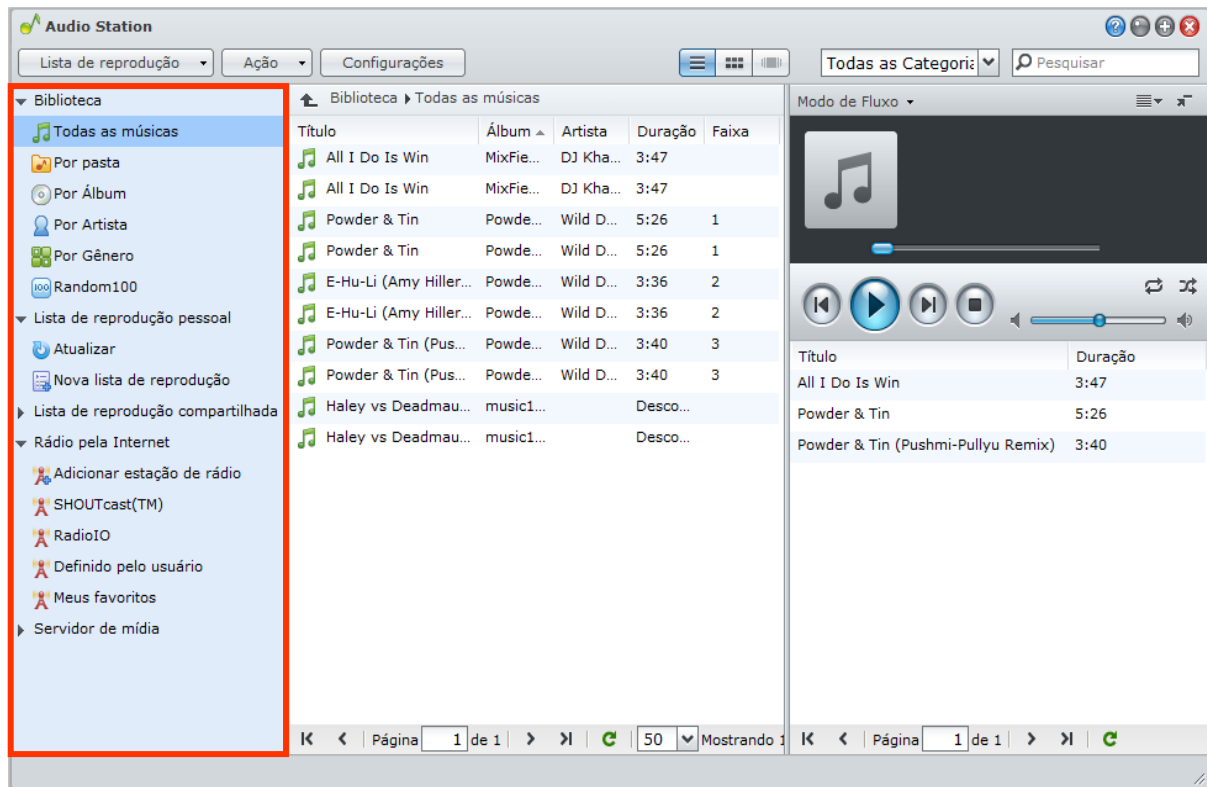 Audio Station
Lista de reprodução
Ação
Configurações
Todas as Categoria
Pesquisar
Biblioteca
Todas as músicas
Por pasta
Por Álbum
Por Artista
Por Gênero
100 Random100
Lista de reprodução pessoal
Atualizar
Nova lista de reprodução
Lista de reprodução compartilhada
Rádio pela Internet
Adicionar estação de rádio
SHOUTcast(TM)
RadioIO
Definido pelo usuário
Meus favoritos
Servidor de mídia
Biblioteca Todas as músicas
Título Álbum Artista Duração Faixa
All I Do Is Win MixFie... DJ Kha... 3:47
All I Do Is Win MixFie... DJ Kha... 3:47
Powder & Tin Powde... Wild D... 5:26 1
Powder & Tin Powde... Wild D... 5:26 1
E-Hu-Li (Amy Hiller... Powde... Wild D... 3:36 2
E-Hu-Li (Amy Hiller... Powde... Wild D... 3:36 2
Powder & Tin (Pus... Powde... Wild D... 3:40 3
Powder & Tin (Pus... Powde... Wild D... 3:40 3
Haley vs Deadmau... music1... Desco...
Haley vs Deadmau... music1... Desco...
Página 1 de 1 50 Mostrando 1
Modo de Fluxo
Título Duração
All I Do Is Win 3:47
Powder & Tin 5:26
Powder & Tin (Pushmi-Pullyu Remix) 3:40
Página 1 de 1